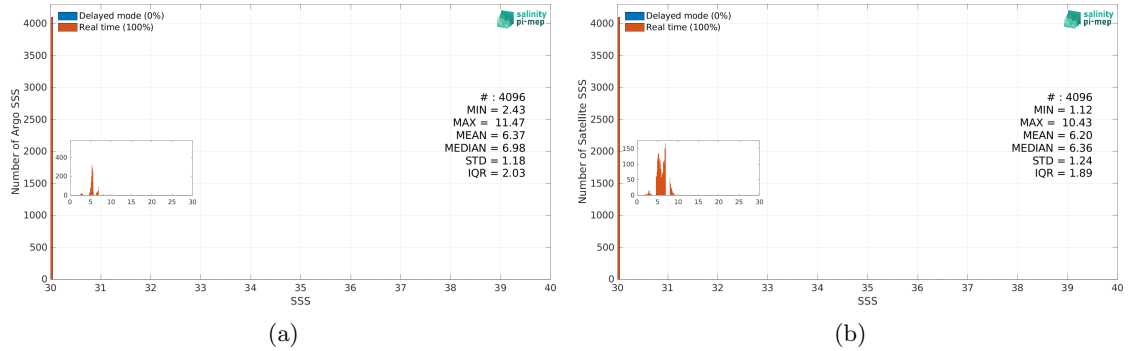 Delayed mode (0%)
Real time (100%)
salinity
pi-mep
4000
3500
3000
2500
2000
1500
1000
500
0
Number of Argo SSS
# : 4096
MIN = 2.43
MAX = 11.47
MEAN = 6.37
MEDIAN = 6.98
STD = 1.18
IQR = 2.03
400
200
0
0 5 10 15 20 25 30
30 31 32 33 34 35 36 37 38 39 40
SSS
(a)
Delayed mode (0%)
Real time (100%)
salinity
pi-mep
4000
3500
3000
2500
2000
1500
1000
500
0
Number of Satellite SSS
# : 4096
MIN = 1.12
MAX = 10.43
MEAN = 6.20
MEDIAN = 6.36
STD = 1.24
IQR = 1.89
150
100
50
0
0 5 10 15 20 25 30
30 31 32 33 34 35 36 37 38 39 40
SSS
(b)